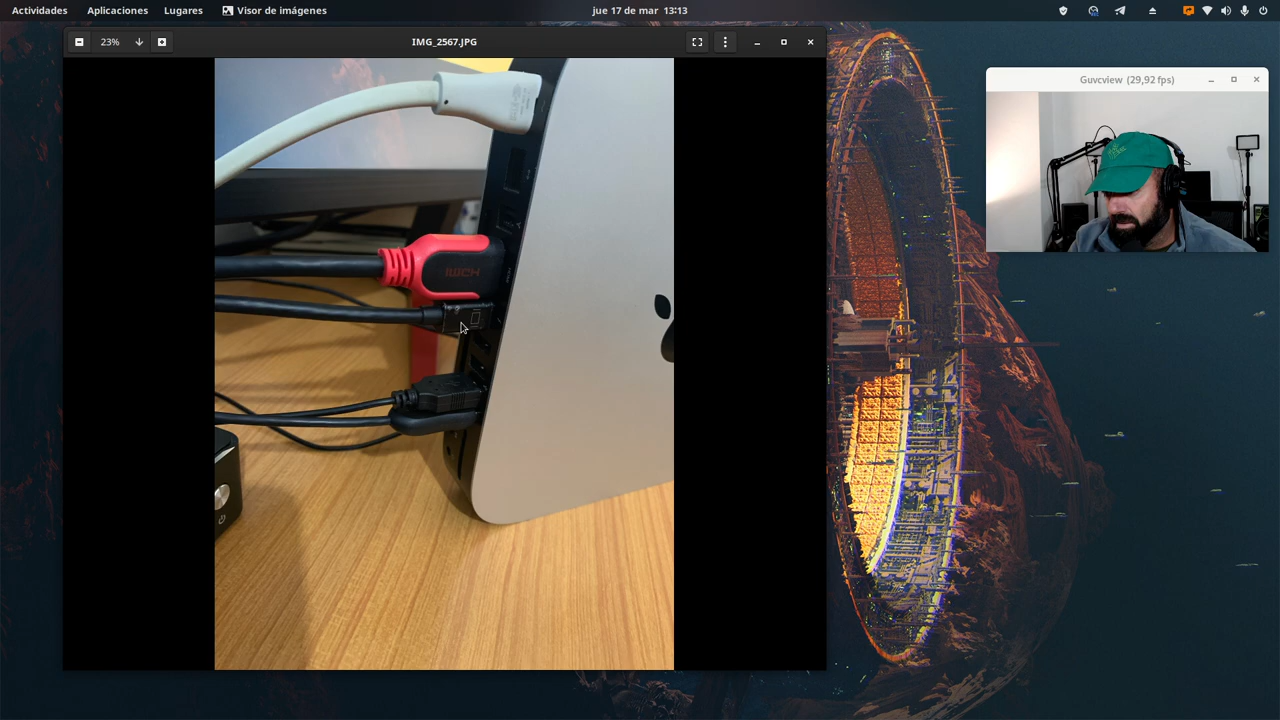 Actividades
Aplicaciones
Lugares
Visor de imágenes
jue 17 de mar 13:13
23%
IMG_2567.JPG
Guvcview (29,92 fps)